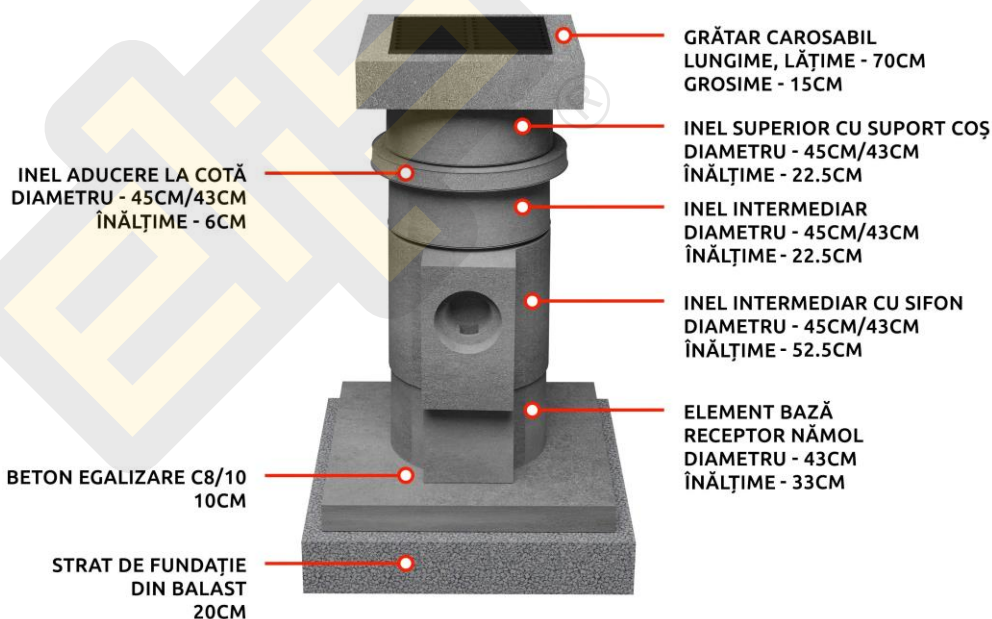 GRĂTAR CAROSABIL
LUNGIME, LĂȚIME - 70CM
GROSIME - 15CM
INEL SUPERIOR CU SUPORT COȘ
DIAMETRU - 45CM/43CM
ÎNĂLȚIME - 22.5CM
INEL ADUCERE LA COTĂ
DIAMETRU - 45CM/43CM
ÎNĂLȚIME - 6CM
INEL INTERMEDIAR
DIAMETRU - 45CM/43CM
ÎNĂLȚIME - 22.5CM
INEL INTERMEDIAR CU SIFON
DIAMETRU - 45CM/43CM
ÎNĂLȚIME - 52.5CM
ELEMENT BAZĂ
RECEPTOR NĂMOL
DIAMETRU - 43CM
ÎNĂLȚIME - 33CM
BETON EGALIZARE C8/10
10CM
STRAT DE FUNDAȚIE
DIN BALAST
20CM